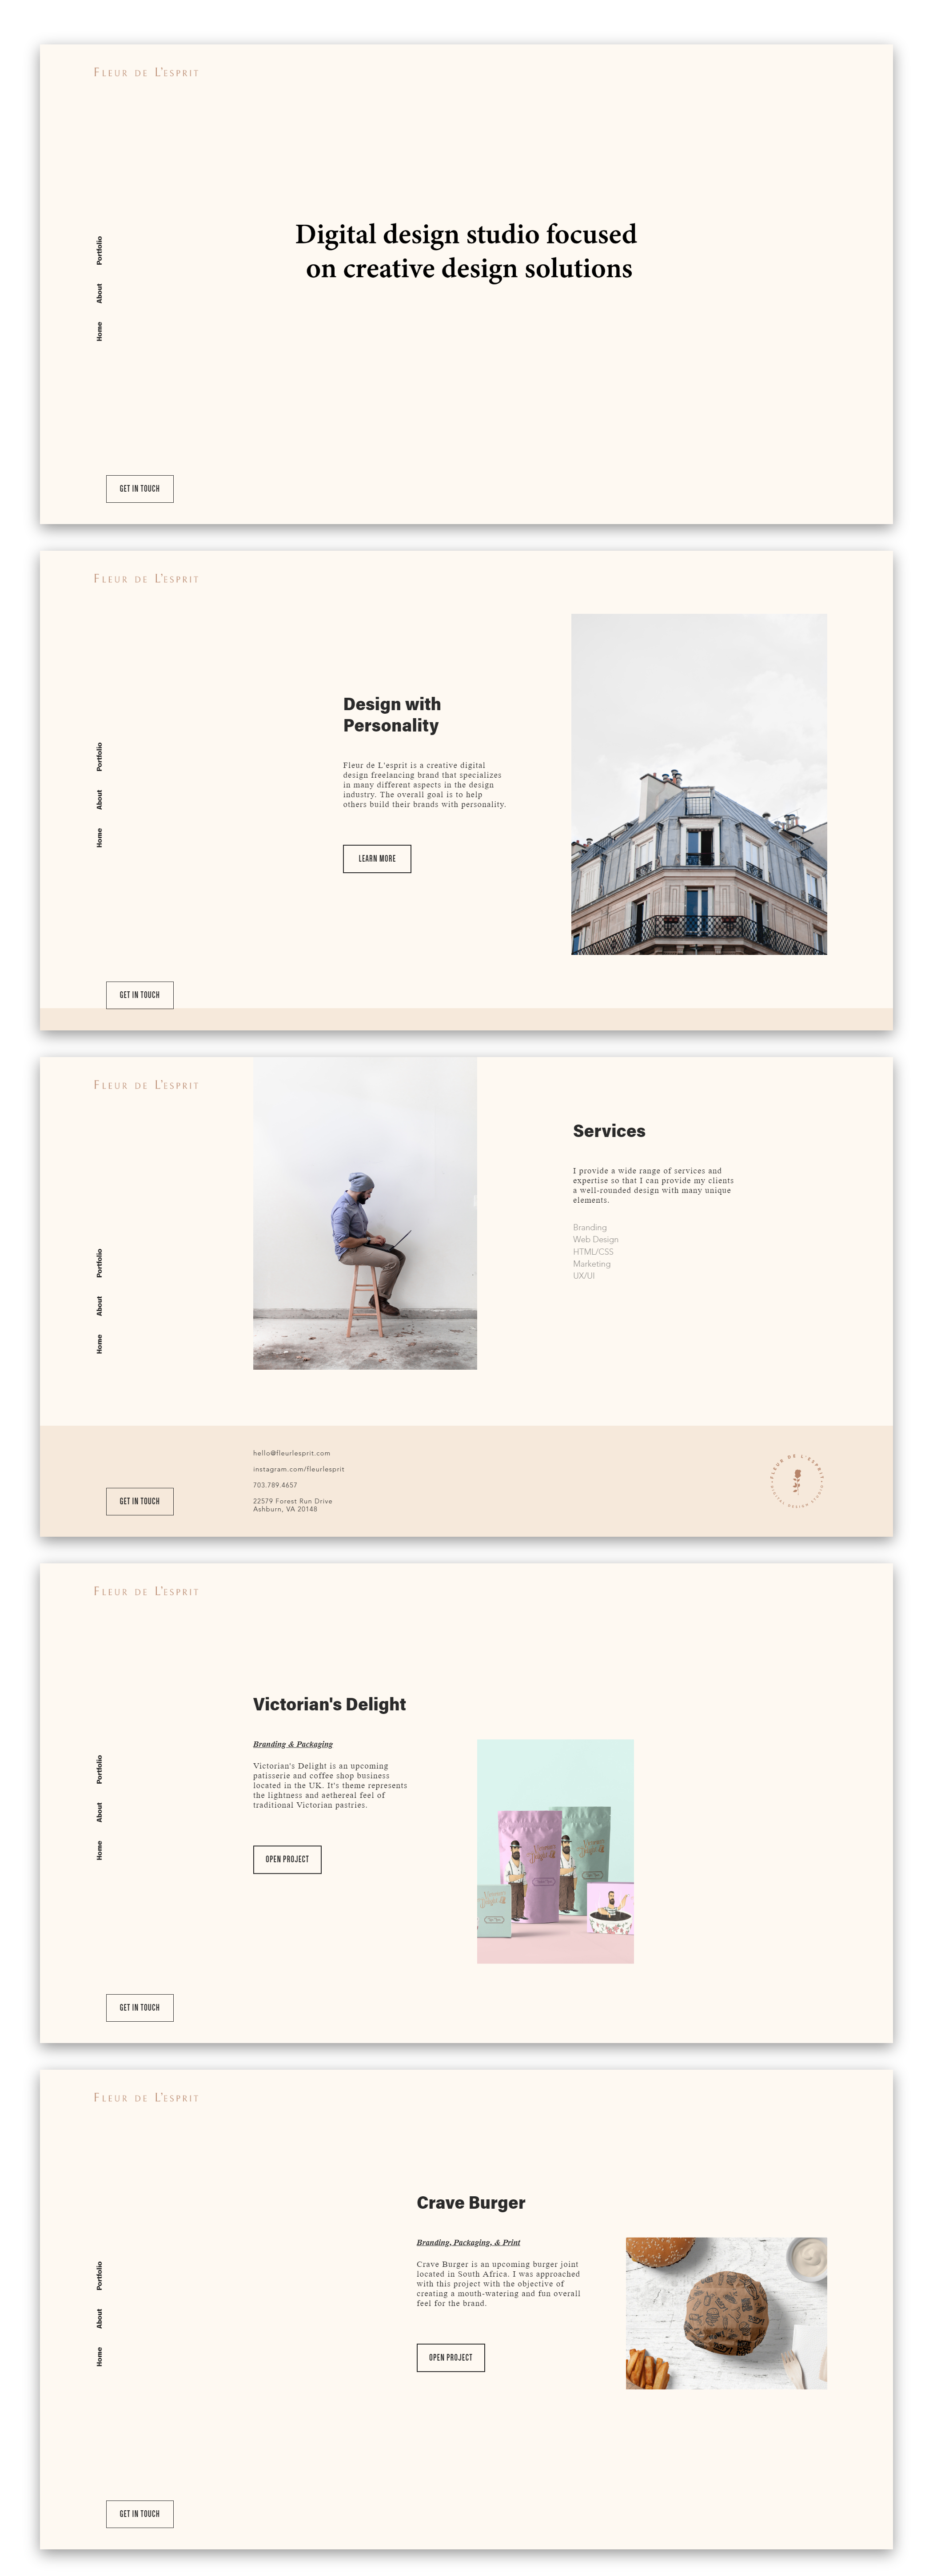 FLEUR DE L'ESPRIT
Digital design studio focused
on creative design solutions
Portfolio
About
Home
GET IN TOUCH
FLEUR DE L'ESPRIT
Design with
Personality
Fleur de L'esprit is a creative digital
design freelancing brand that specializes
in many different aspects in the design
industry. The overall goal is to help
others build their brands with personality.
LEARN MORE
Portfolio
About
Home
GET IN TOUCH
FLEUR DE L'ESPRIT
Services
I provide a wide range of services and
expertise so that I can provide my clients
a well-rounded design with many unique
elements.
Branding
Web Design
HTML/CSS
Marketing
UX/UI
Portfolio
About
Home
hello@fleurlesprit.com
instagram.com/fleurlesprit
703.789.4657
22579 Forest Run Drive
Ashburn, VA 20148
GET IN TOUCH
FLEUR DE L'ESPRIT
DIGITAL DESIGN STUDIO
FLEUR DE L'ESPRIT
Victorian's Delight
Branding & Packaging
Victorian's Delight is an upcoming
patisserie and coffee shop business
located in the UK. It's theme represents
the lightness and aethereal feel of
traditional Victorian pastries.
OPEN PROJECT
Portfolio
About
Home
GET IN TOUCH
FLEUR DE L'ESPRIT
Crave Burger
Branding, Packaging, & Print
Crave Burger is an upcoming burger joint
located in South Africa. I was approached
with this project with the objective of
creating a mouth-watering and fun overall
feel for the brand.
OPEN PROJECT
Portfolio
About
Home
GET IN TOUCH